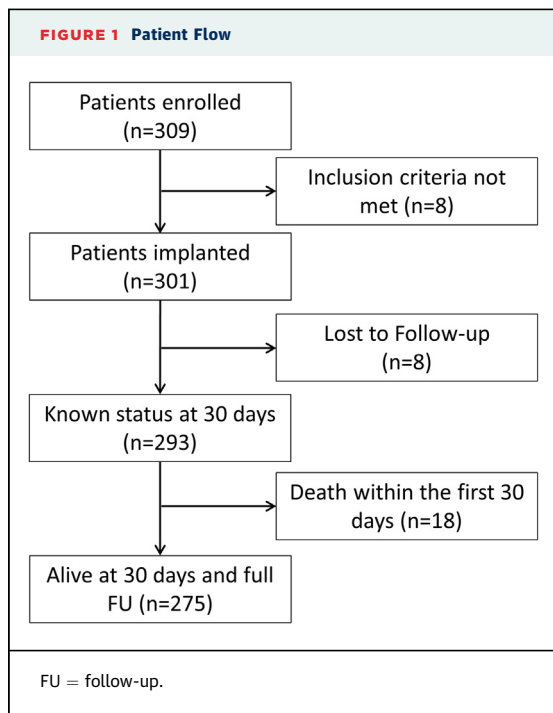 FIGURE 1 Patient Flow
Patients enrolled
(n=309)
Inclusion criteria not
met (n=8)
Patients implanted
(n=301)
Lost to Follow-up
(n=8)
Known status at 30 days
(n=293)
Death within the first 30
days (n=18)
Alive at 30 days and full
FU (n=275)
FU = follow-up.